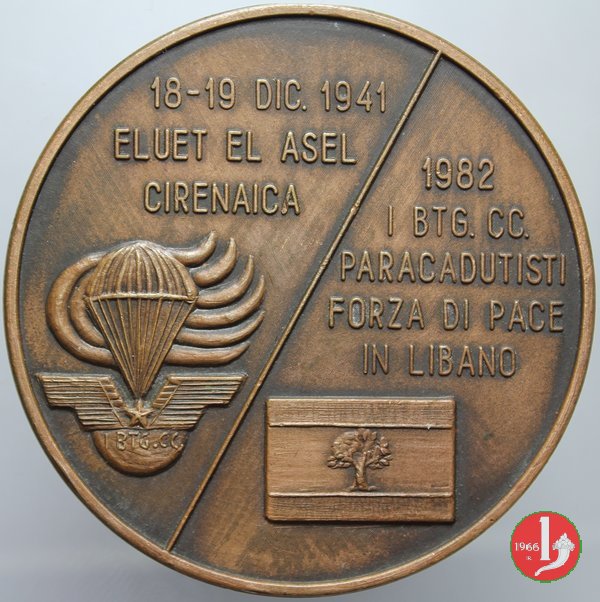 18-19 DIC. 1941
ELUET EL ASEL
CIRENAICA
1 BTG.CC.
1982
I BTG. CC.
PARACADUTISTI
FORZA DI PACE
IN LIBANO
1966
R